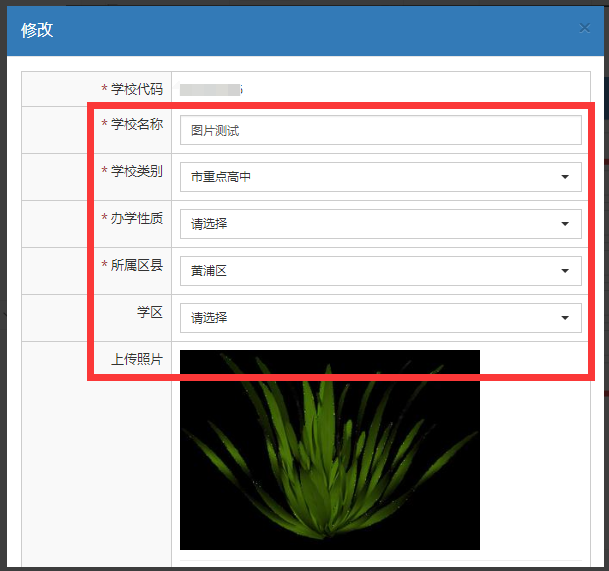 修改
×
* 学校代码
* 学校名称 图片测试
* 学校类别 市重点高中
* 办学性质 请选择
* 所属区县 黄浦区
学区 请选择
上传照片